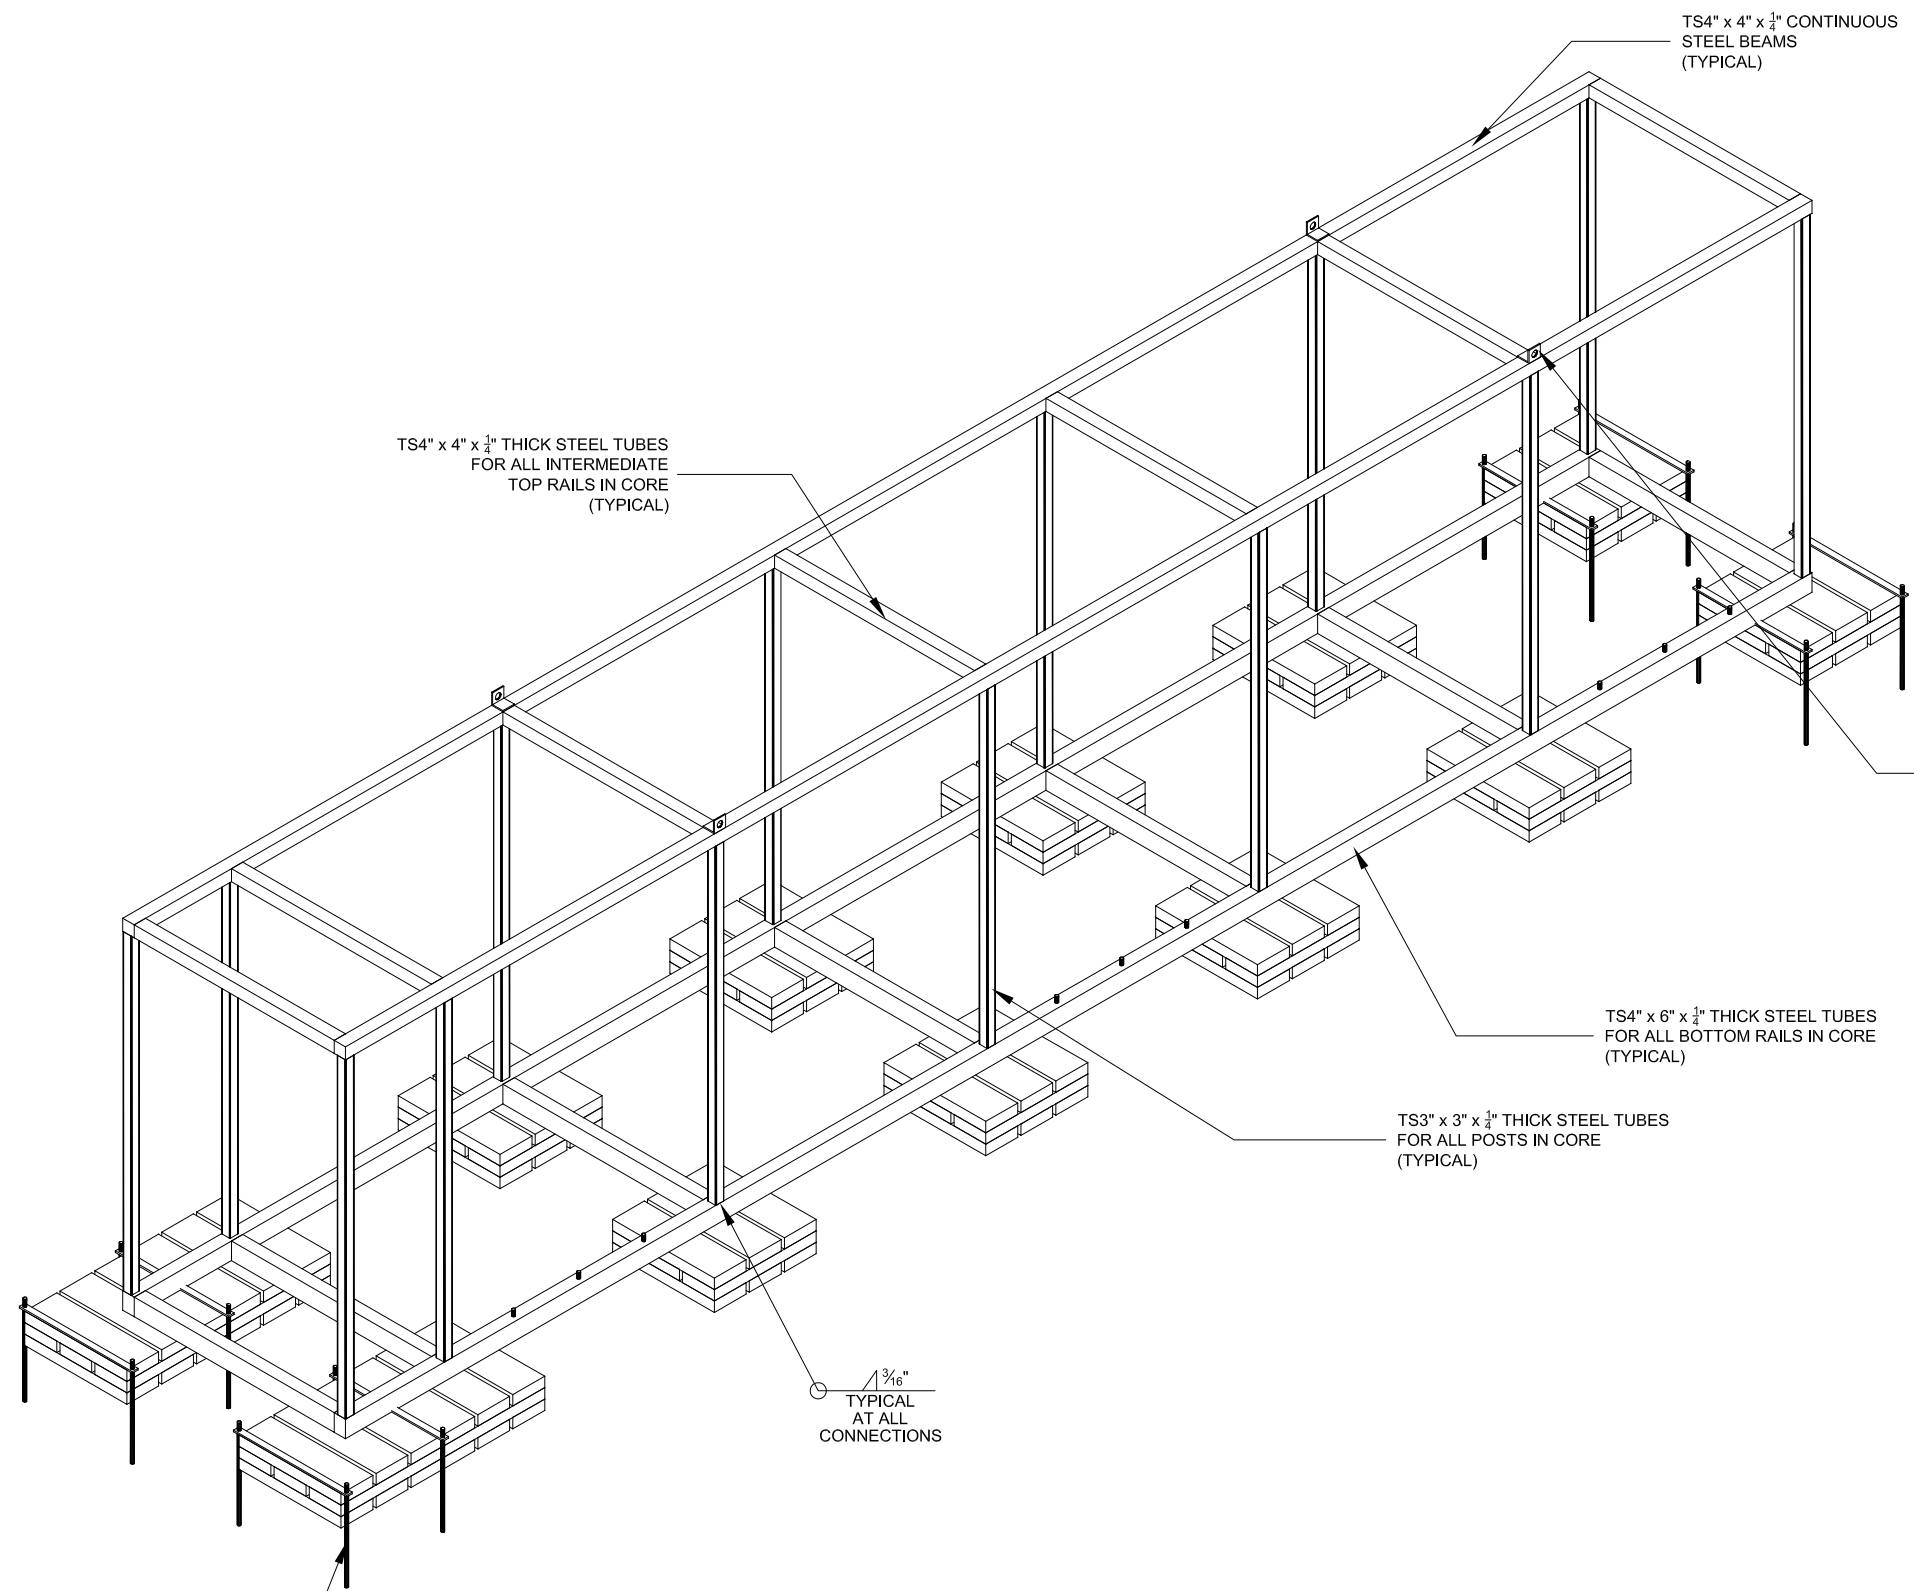 TS4" x 4" x 1/4" CONTINUOUS
STEEL BEAMS
(TYPICAL)
TS4" x 4" x 1/4" THICK STEEL TUBES
FOR ALL INTERMEDIATE
TOP RAILS IN CORE
(TYPICAL)
TS4" x 6" x 1/4" THICK STEEL TUBES
FOR ALL BOTTOM RAILS IN CORE
(TYPICAL)
TS3" x 3" x 1/4" THICK STEEL TUBES
FOR ALL POSTS IN CORE
(TYPICAL)
3/16"
TYPICAL
AT ALL
CONNECTIONS